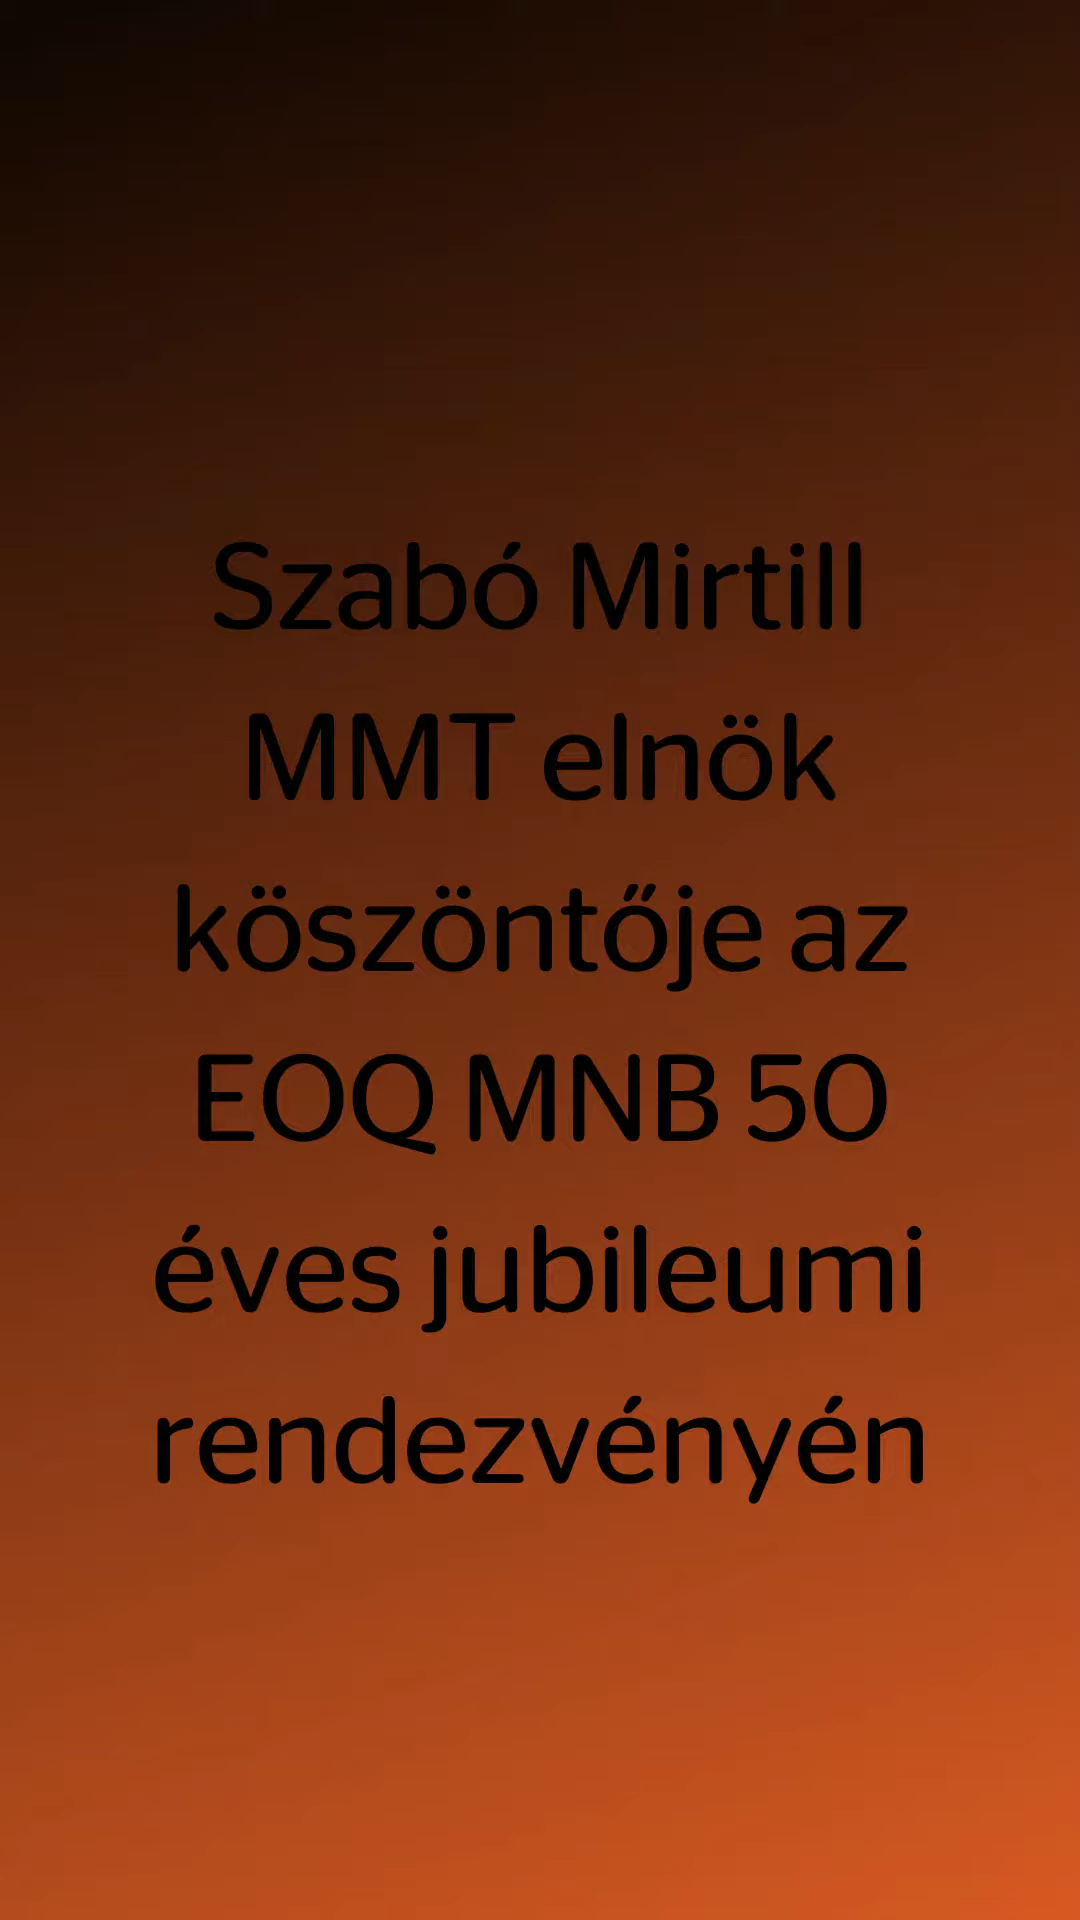 Szabó Mirtill
MMT elnök
köszöntője az
EOQ MNB 50
éves jubileumi
rendezvényén